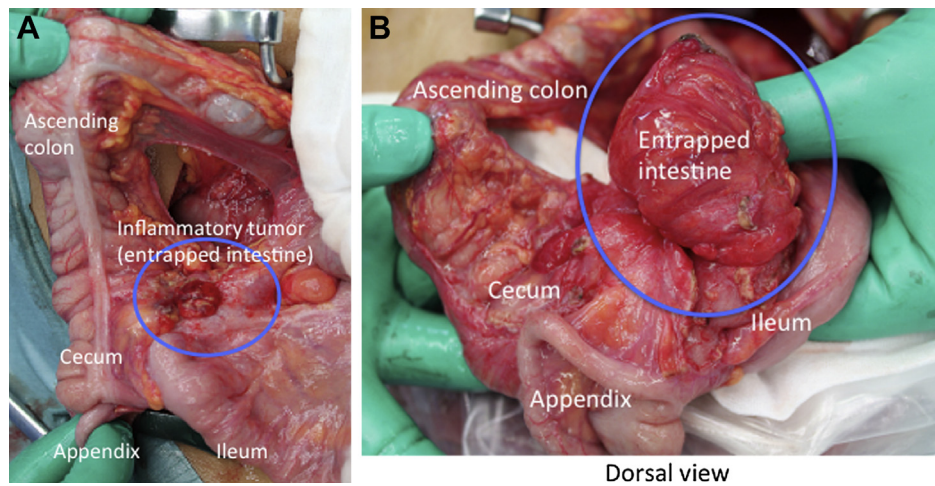 A
Ascending
colon
Inflammatory tumor
(entrapped intestine)
Cecum
Appendix
Ileum
B
Ascending colon
Entrapped
intestine
Cecum
Ileum
Appendix
Dorsal view